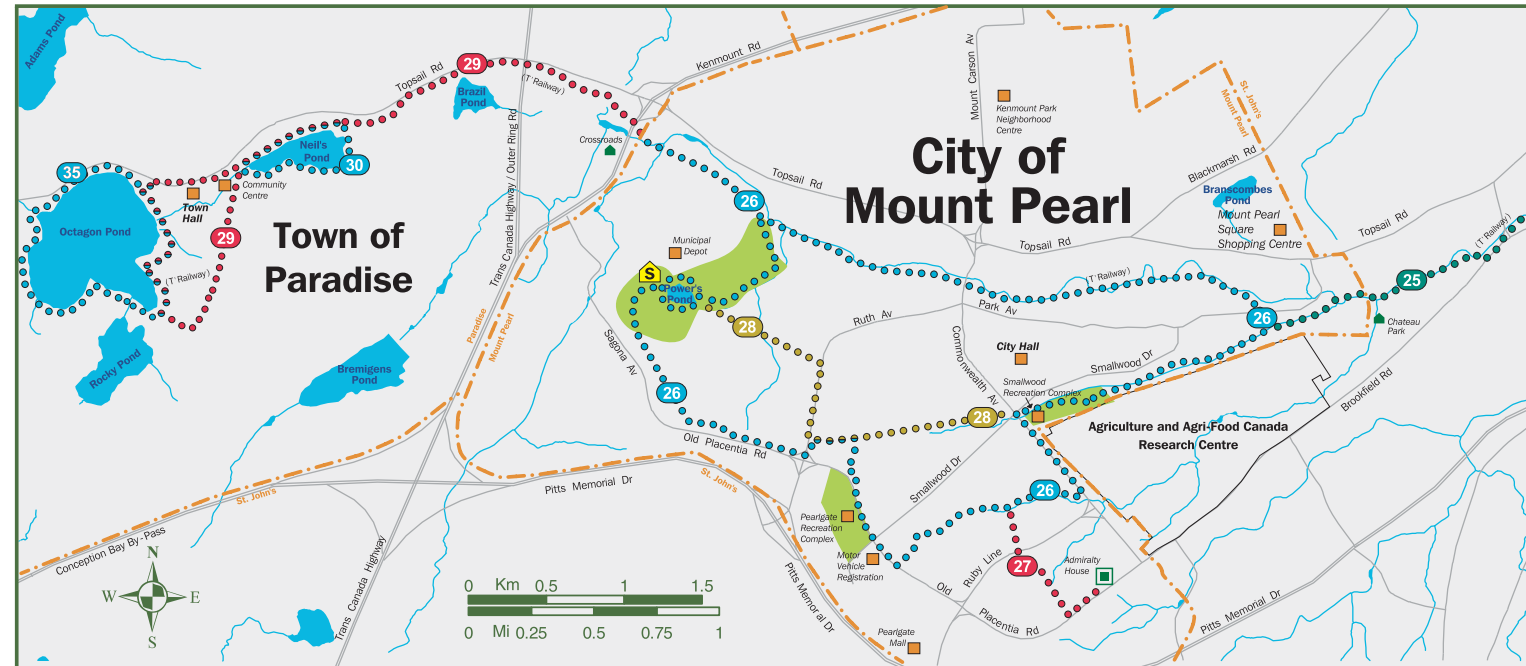 Adams Pond
Topsail Rd
29
(T'Railway)
Brazil
Pond
Kenmount Rd
Mount Carson Av
Kenmount Park
Neighborhood
Centre
St. John's
Mount Pearl
Trans Canada Highway / Outer Ring Rd
Crossroads
City of
Mount Pearl
Neil's
Pond
30
35
Community
Centre
Town
Hall
Octagon Pond
29
(T'Railway)
Town of
Paradise
Topsail Rd
26
Blackmarsh Rd
Branscombes
Pond
Mount Pearl
Square
Shopping Centre
Topsail Rd
Topsail Rd
(T'Railway)
25
Municipal
Depot
S
Power's
Pond
28
(T'Railway)
Park Av
Ruth Av
26
Chateau
Park
Paradise
Mount Pearl
Sagona Av
Commonwealth Av
City Hall
Smallwood Dr
Smallwood
Recreation Complex
Brookfield Rd
Rocky Pond
Bremigens
Pond
26
28
Agriculture and Agri-Food Canada
Research Centre
Old Placentia Rd
Smallwood Dr
St. John's
St. John's
Pitts Memorial Dr
26
Pearlgate
Recreation
Complex
Motor
Vehicle
Registration
Conception Bay By-Pass
Trans Canada Highway
N
W
E
S
0 Km 0.5 1 1.5
0 Mi 0.25 0.5 0.75 1
Pitts Memorial Dr
Ruby Line
27
Admiralty
House
Old Placentia Rd
Pearlgate
Mall
Pitts Memorial Dr